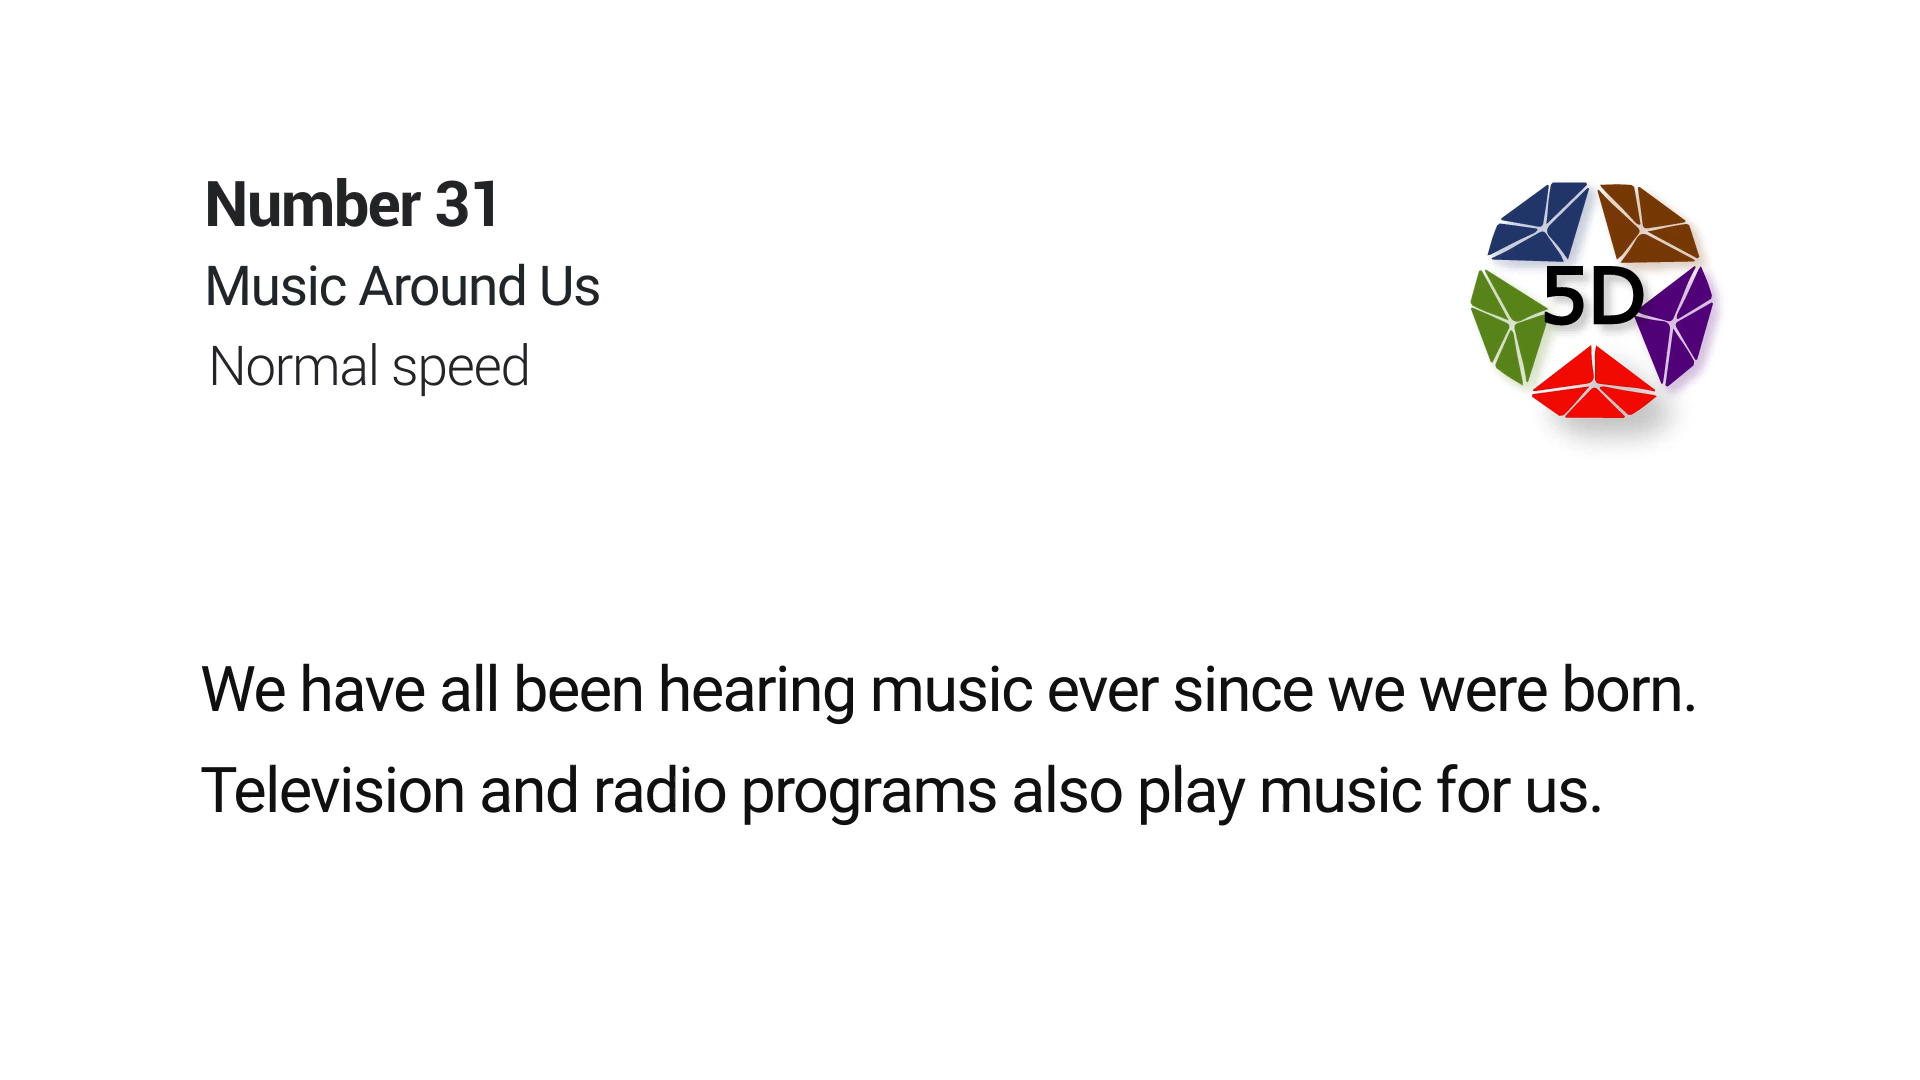 Number 31
Music Around Us
Normal speed
5D
We have all been hearing music ever since we were born.
Television and radio programs also play music for us.